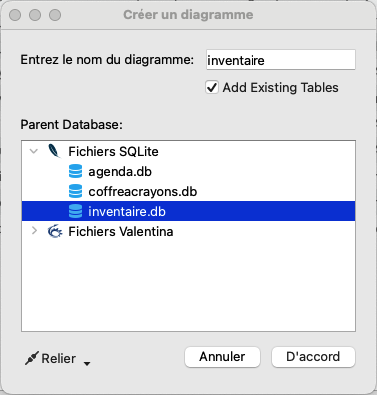 Créer un diagramme
Entrez le nom du diagramme: inventaire
Add Existing Tables
Parent Database:
Fichiers SQLite
agenda.db
coffreacrayons.db
inventaire.db
Fichiers Valentina
Relier Annuler D'accord